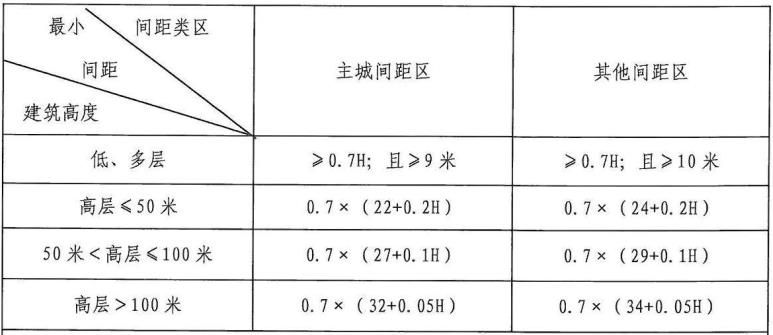 最小 间距类区
间距
建筑高度
主城间距区
其他间距区
低、多层
≥0.7H；且≥9米
≥0.7H；且≥10米
高层≤50米
0.7×（22+0.2H）
0.7×（24+0.2H）
50米<高层≤100米
0.7×（27+0.1H）
0.7×（29+0.1H）
高层>100米
0.7×（32+0.05H）
0.7×（34+0.05H）